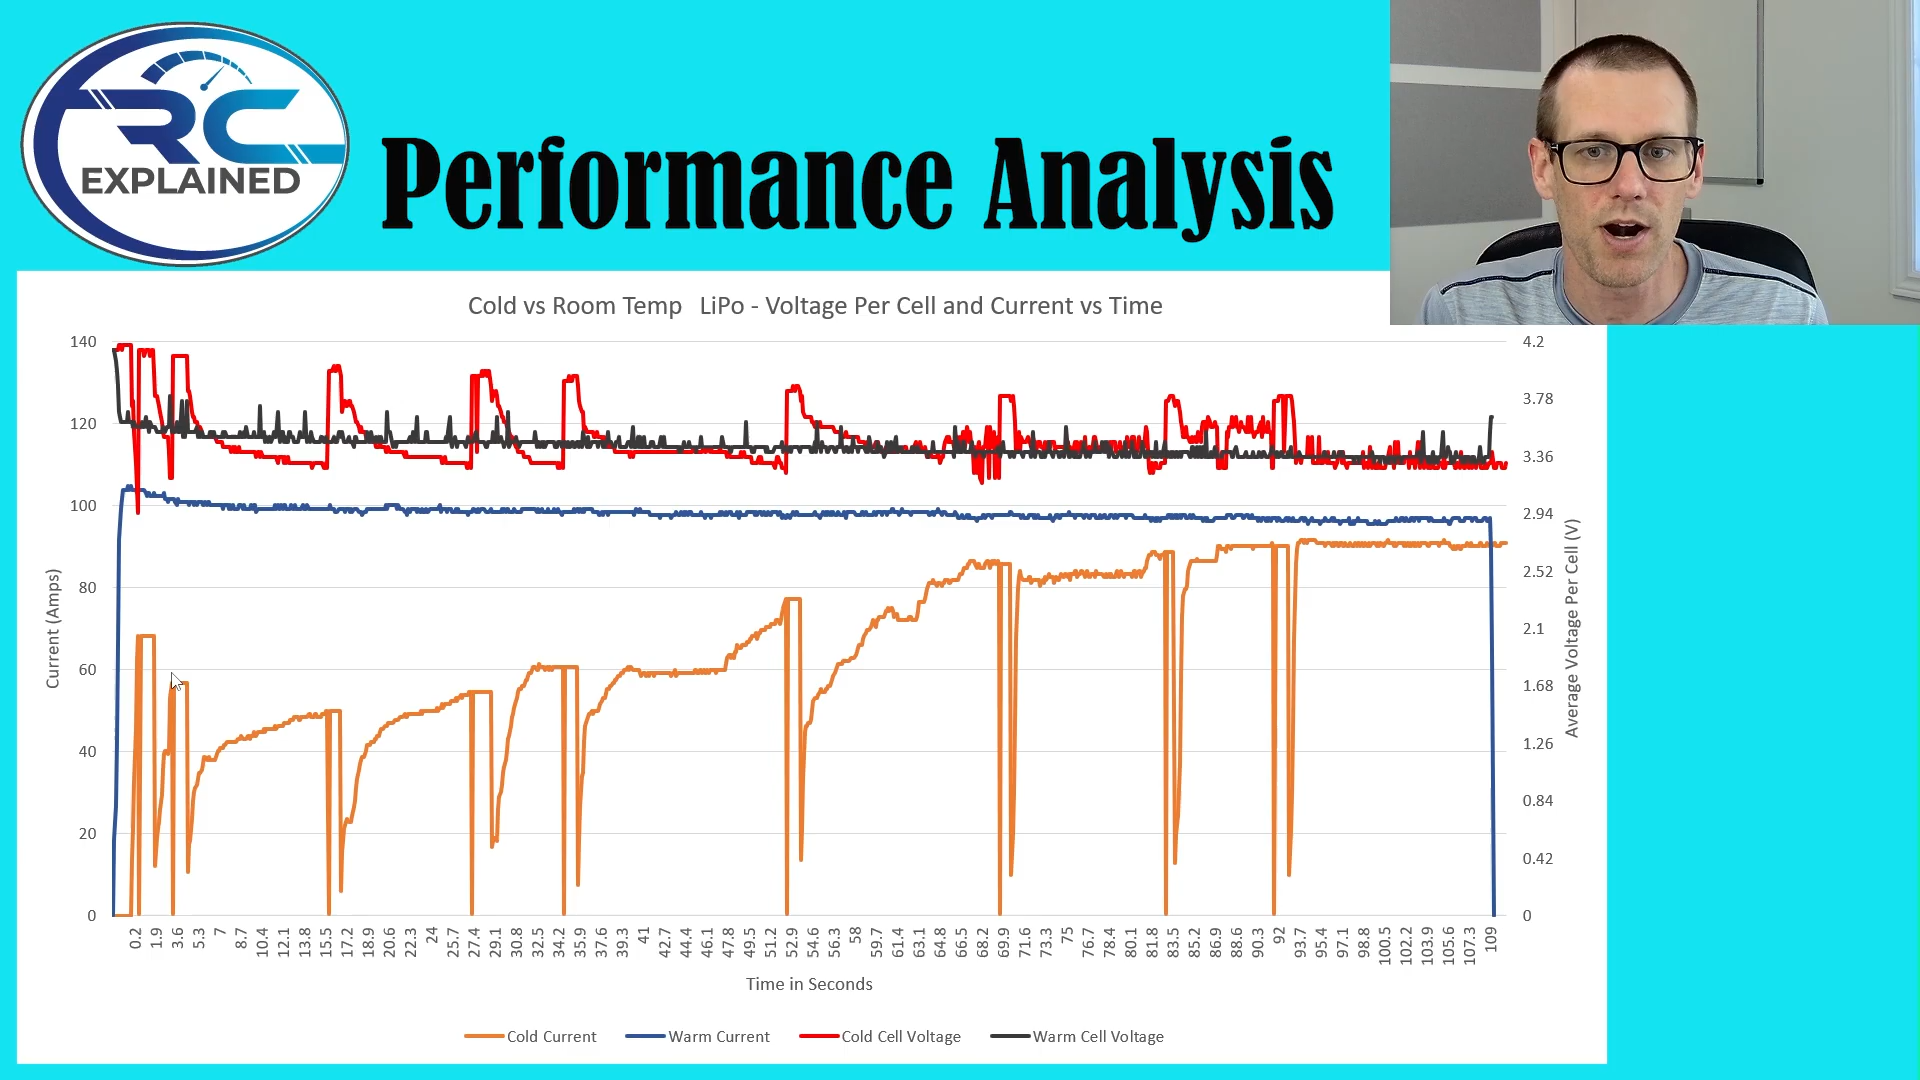 RC
EXPLAINED
Performance Analysis
Cold vs Room Temp LiPo - Voltage Per Cell and Current vs Time
140
120
100
80
60
40
20
0
Current (Amps)
4.2
3.78
3.36
2.94
2.52
2.1
1.68
1.26
0.84
0.42
0
Average Voltage Per Cell (V)
0.2 1.9 3.6 5.3 7 8.7 10.4 12.1 13.8 15.5 17.2 18.9 20.6 22.3 24 25.7 27.4 29.1 30.8 32.5 34.2 35.9 37.6 39.3 41 42.7 44.4 46.1 47.8 49.5 51.2 52.9 54.6 56.3 58 59.7 61.4 63.1 64.8 66.5 68.2 69.9 71.6 73.3 75 76.7 78.4 80.1 81.8 83.5 85.2 86.9 88.6 90.3 92 93.7 95.4 97.1 98.8 100.5 102.2 103.9 105.6 107.3 109
Time in Seconds
Cold Current Warm Current Cold Cell Voltage Warm Cell Voltage